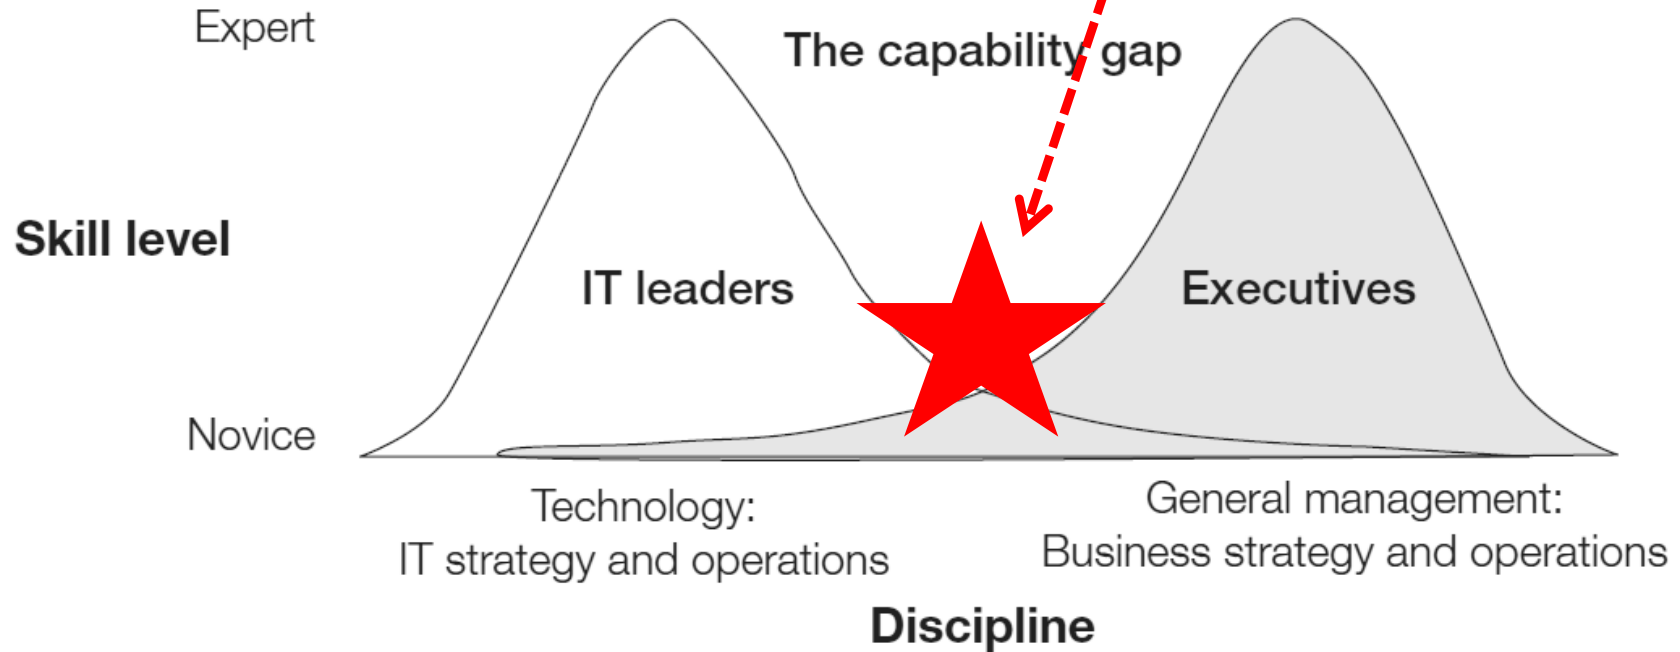 Expert
The capability gap
Skill level
IT leaders
Executives
Novice
Technology:
IT strategy and operations
General management:
Business strategy and operations
Discipline